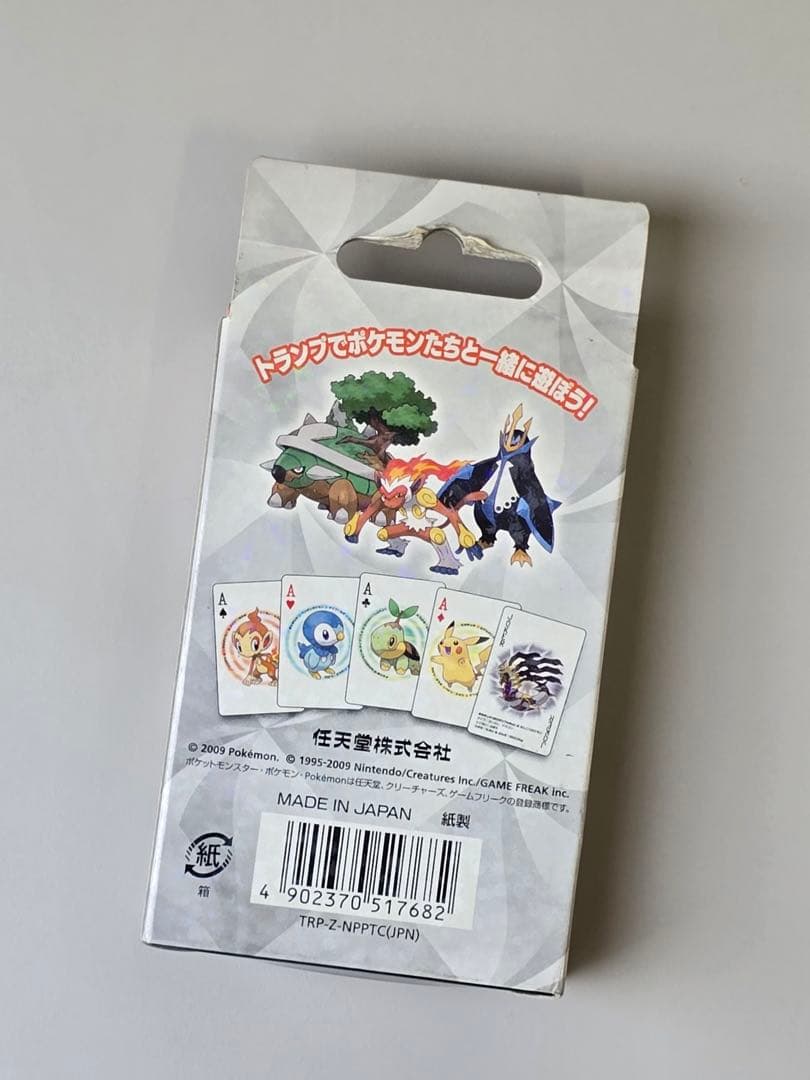 トランプでポケモンたちと一緒に遊ぼう!
A
A
A
A
JOKER
任天堂株式会社
© 2009 Pokémon. © 1995-2009 Nintendo/Creatures Inc./GAME FREAK inc.
ポケットモンスター・ポケモン・Pokémonは任天堂、クリーチャーズ、ゲームフリークの登録商標です。
MADE IN JAPAN 紙製
紙
箱
4 902370 517682
TRP-Z-NPPTC(JPN)